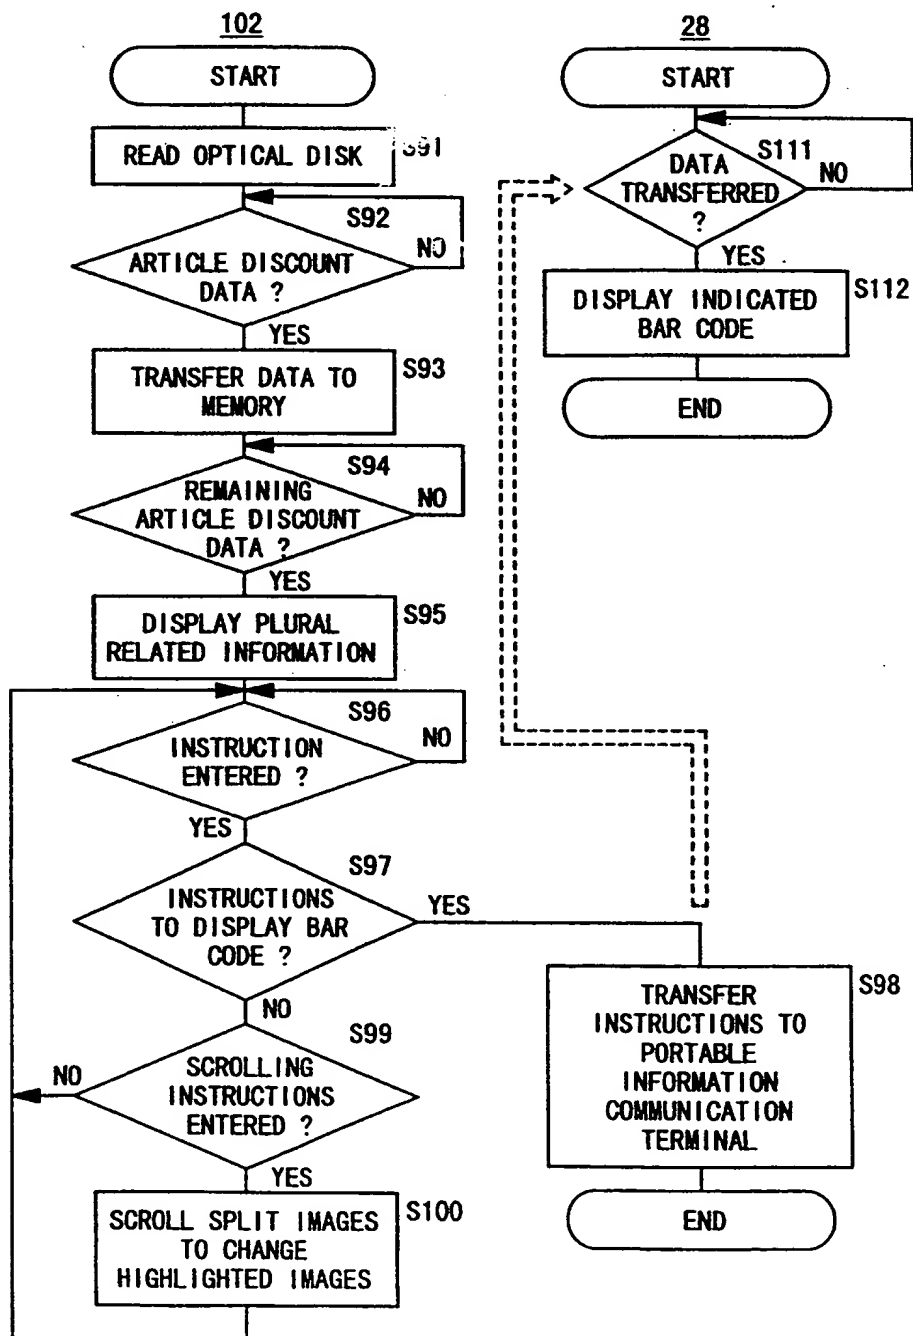 102
START
READ OPTICAL DISK
S91
S92
ARTICLE DISCOUNT
DATA ?
NO
YES
TRANSFER DATA TO
MEMORY
S93
S94
REMAINING
ARTICLE DISCOUNT
DATA ?
NO
YES
DISPLAY PLURAL
RELATED INFORMATION
S95
S96
INSTRUCTION
ENTERED ?
NO
YES
S97
INSTRUCTIONS
TO DISPLAY BAR
CODE ?
YES
NO
S99
SCROLLING
INSTRUCTIONS
ENTERED ?
NO
YES
SCROLL SPLIT IMAGES
TO CHANGE
HIGHLIGHTED IMAGES
S100
28
START
S111
DATA
TRANSFERRED
?
NO
YES
DISPLAY INDICATED
BAR CODE
S112
END
TRANSFER
INSTRUCTIONS TO
PORTABLE
INFORMATION
COMMUNICATION
TERMINAL
S98
END